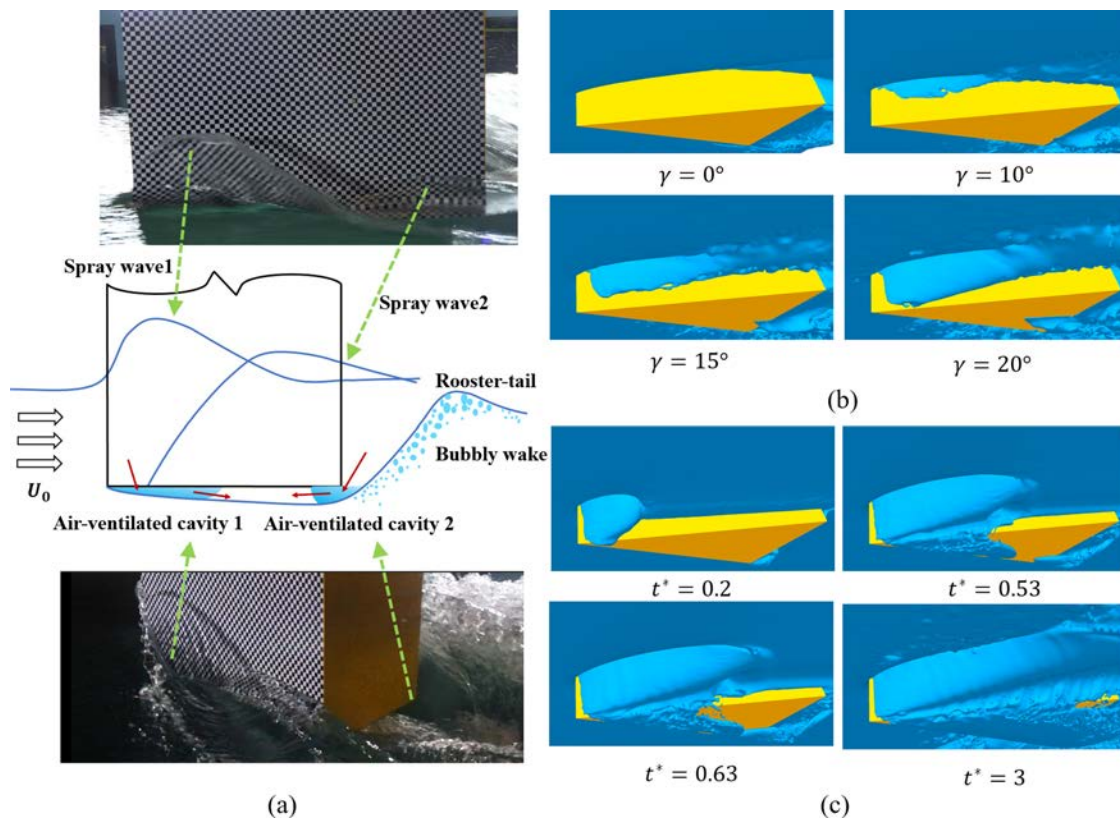 Spray wave1
Spray wave2
Rooster-tail
Bubbly wake
U₀
Air-ventilated cavity 1 Air-ventilated cavity 2
(a)
γ = 0° γ = 10°
γ = 15° γ = 20°
(b)
t* = 0.2 t* = 0.53
t* = 0.63 t* = 3
(c)